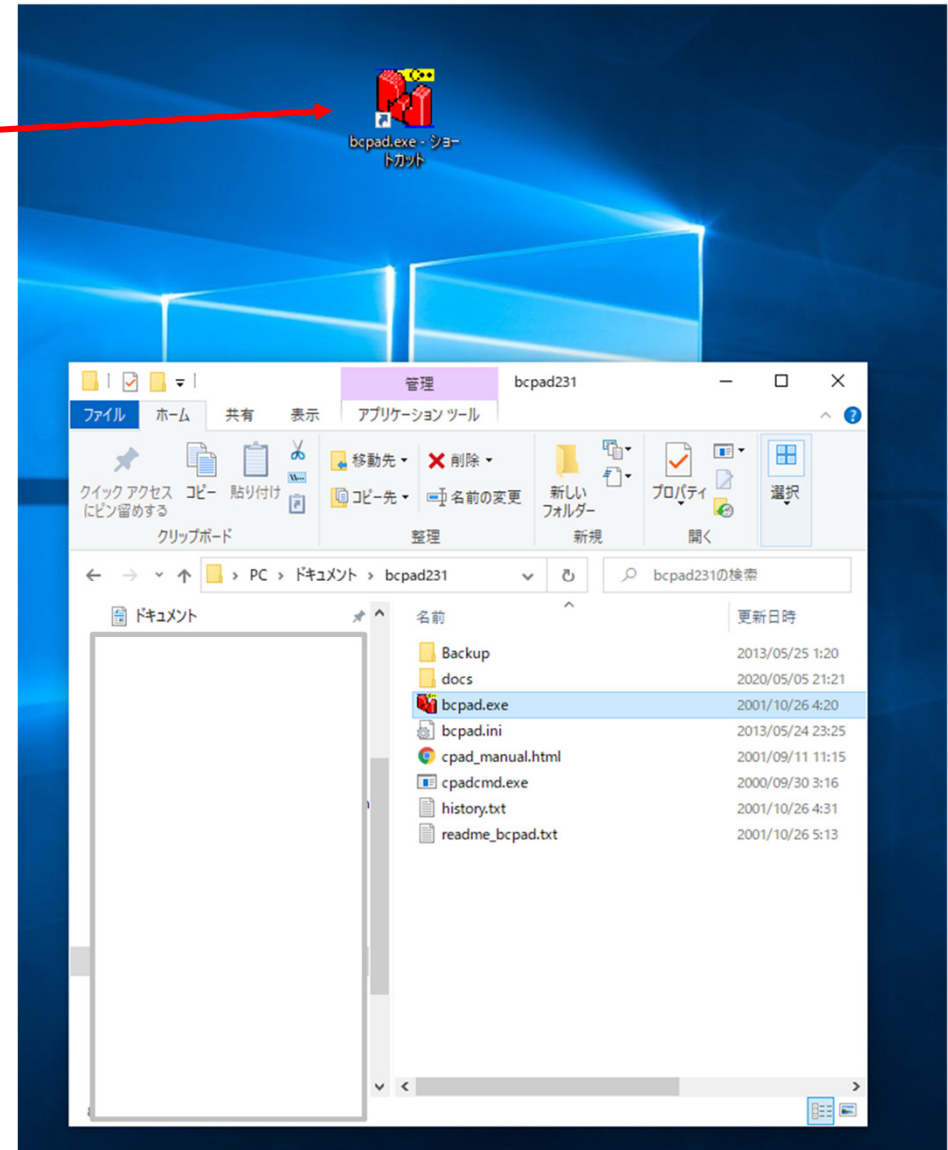 C++
bcpad.exe - ショー
トカット
管理
bcpad231
ファイル
ホーム
共有
表示
アプリケーション ツール
クイック アクセス
にピン留めする
コピー
貼り付け
移動先
削除
コピー先
名前の変更
新しい
フォルダー
プロパティ
選択
クリップボード
整理
新規
開く
PC > ドキュメント > bcpad231
bcpad231の検索
ドキュメント
名前
更新日時
Backup 2013/05/25 1:20
docs 2020/05/05 21:21
bcpad.exe 2001/10/26 4:20
bcpad.ini 2013/05/24 23:25
cpad_manual.html 2001/09/11 11:15
cpadcmd.exe 2000/09/30 3:16
history.txt 2001/10/26 4:31
readme_bcpad.txt 2001/10/26 5:13